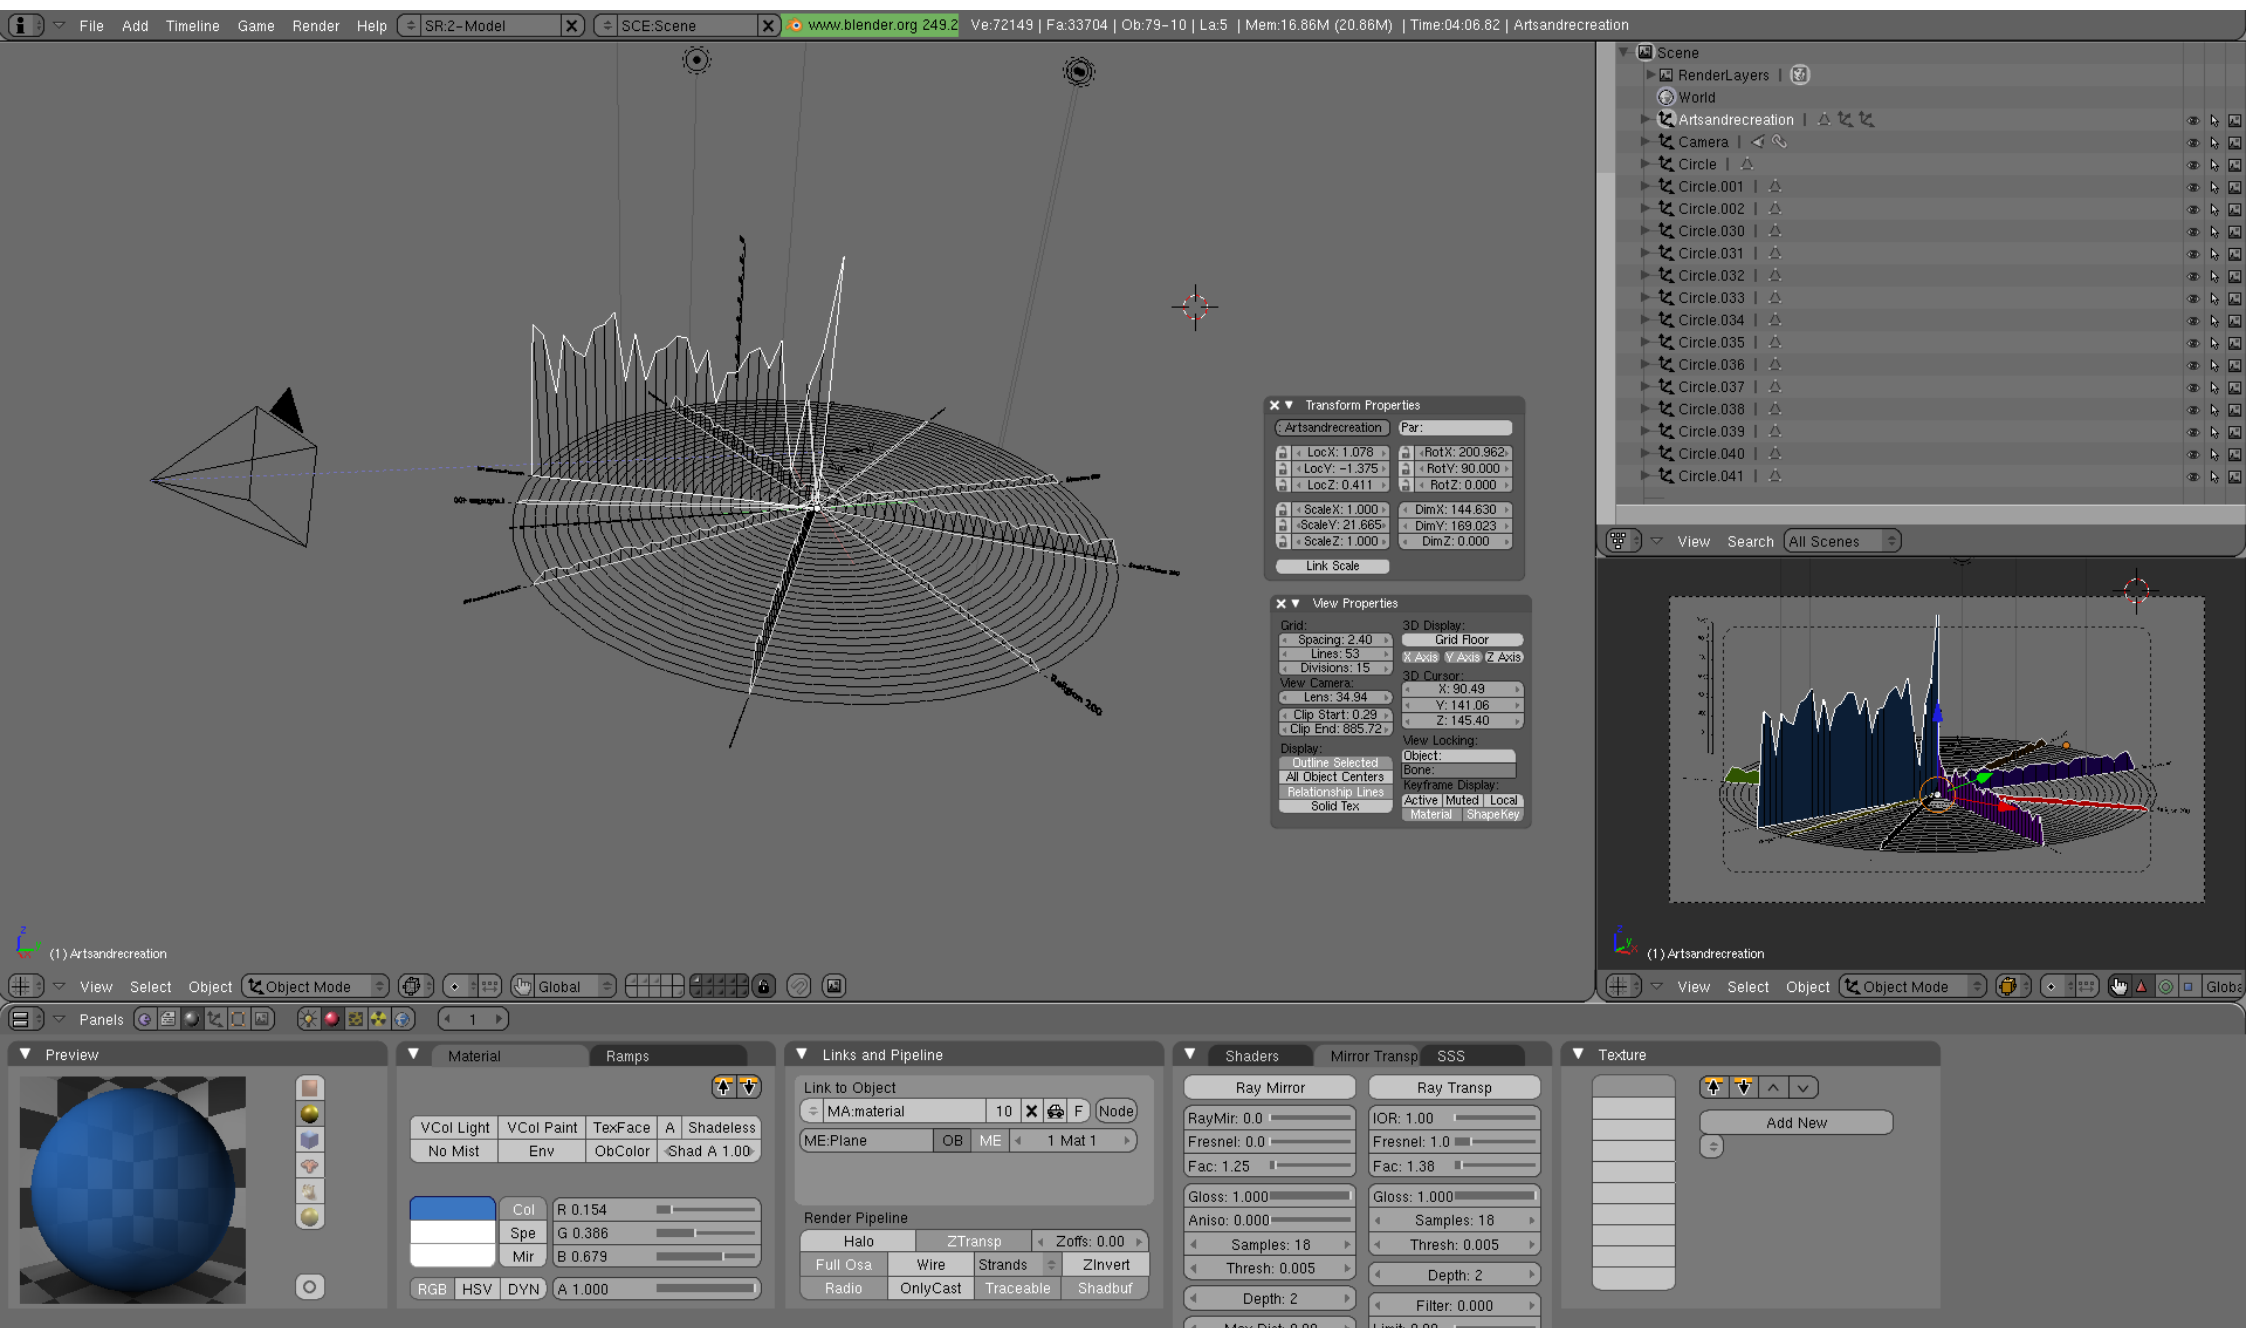 File Add Timeline Game Render Help SR:2-Model SCE:Scene www.blender.org 249.2 Ve:72149 | Fa:33704 | Ob:79-10 | La:5 | Mem:16.86M (20.86M) | Time:04:06.82 | Artsandrecreation
Scene
RenderLayers |
World
Artsandrecreation |
Camera |
Circle |
Circle.001 |
Circle.002 |
Circle.030 |
Circle.031 |
Circle.032 |
Circle.033 |
Circle.034 |
Circle.035 |
Circle.036 |
Circle.037 |
Circle.038 |
Circle.039 |
Circle.040 |
Circle.041 |
View Search All Scenes
Religion 200
Transform Properties
: Artsandrecreation Par:
LocX: 1.078 RotX: 200.962
LocY: -1.375 RotY: 90.000
LocZ: 0.411 RotZ: 0.000
ScaleX: 1.000 DimX: 144.630
ScaleY: 21.665 DimY: 169.023
ScaleZ: 1.000 DimZ: 0.000
Link Scale
View Properties
Grid: 3D Display:
Spacing: 2.40 Grid Floor
Lines: 53 X Axis Y Axis Z Axis
Divisions: 15
View Camera: 3D Cursor:
Lens: 34.94 X: 90.49
Clip Start: 0.29 Y: 141.06
Clip End: 885.72 Z: 145.40
Display: View Locking:
Outline Selected Object:
All Object Centers Bone:
Relationship Lines Keyframe Display:
Solid Tex Active Muted Local
Material ShapeKey
z
y
x
(1) Artsandrecreation
z
y
x
(1) Artsandrecreation
View Select Object Object Mode Global
View Select Object Object Mode Globa
Panels 1
Preview
Material Ramps
VCol Light VCol Paint TexFace A Shadeless
No Mist Env ObColor Shad A 1.00
Col R 0.154
Spe G 0.386
Mir B 0.679
RGB HSV DYN A 1.000
Links and Pipeline
Link to Object
MA:material 10 F Node
ME:Plane OB ME 1 Mat 1
Render Pipeline
Halo ZTransp Zoffs: 0.00
Full Osa Wire Strands ZInvert
Radio OnlyCast Traceable Shadbuf
Shaders Mirror Transp SSS
Ray Mirror Ray Transp
RayMir: 0.0 IOR: 1.00
Fresnel: 0.0 Fresnel: 1.0
Fac: 1.25 Fac: 1.38
Gloss: 1.000 Gloss: 1.000
Aniso: 0.000 Samples: 18
Samples: 18 Thresh: 0.005
Thresh: 0.005 Depth: 2
Depth: 2 Filter: 0.000
Max Dist: 0.00 Limit: 0.00
Texture
Add New